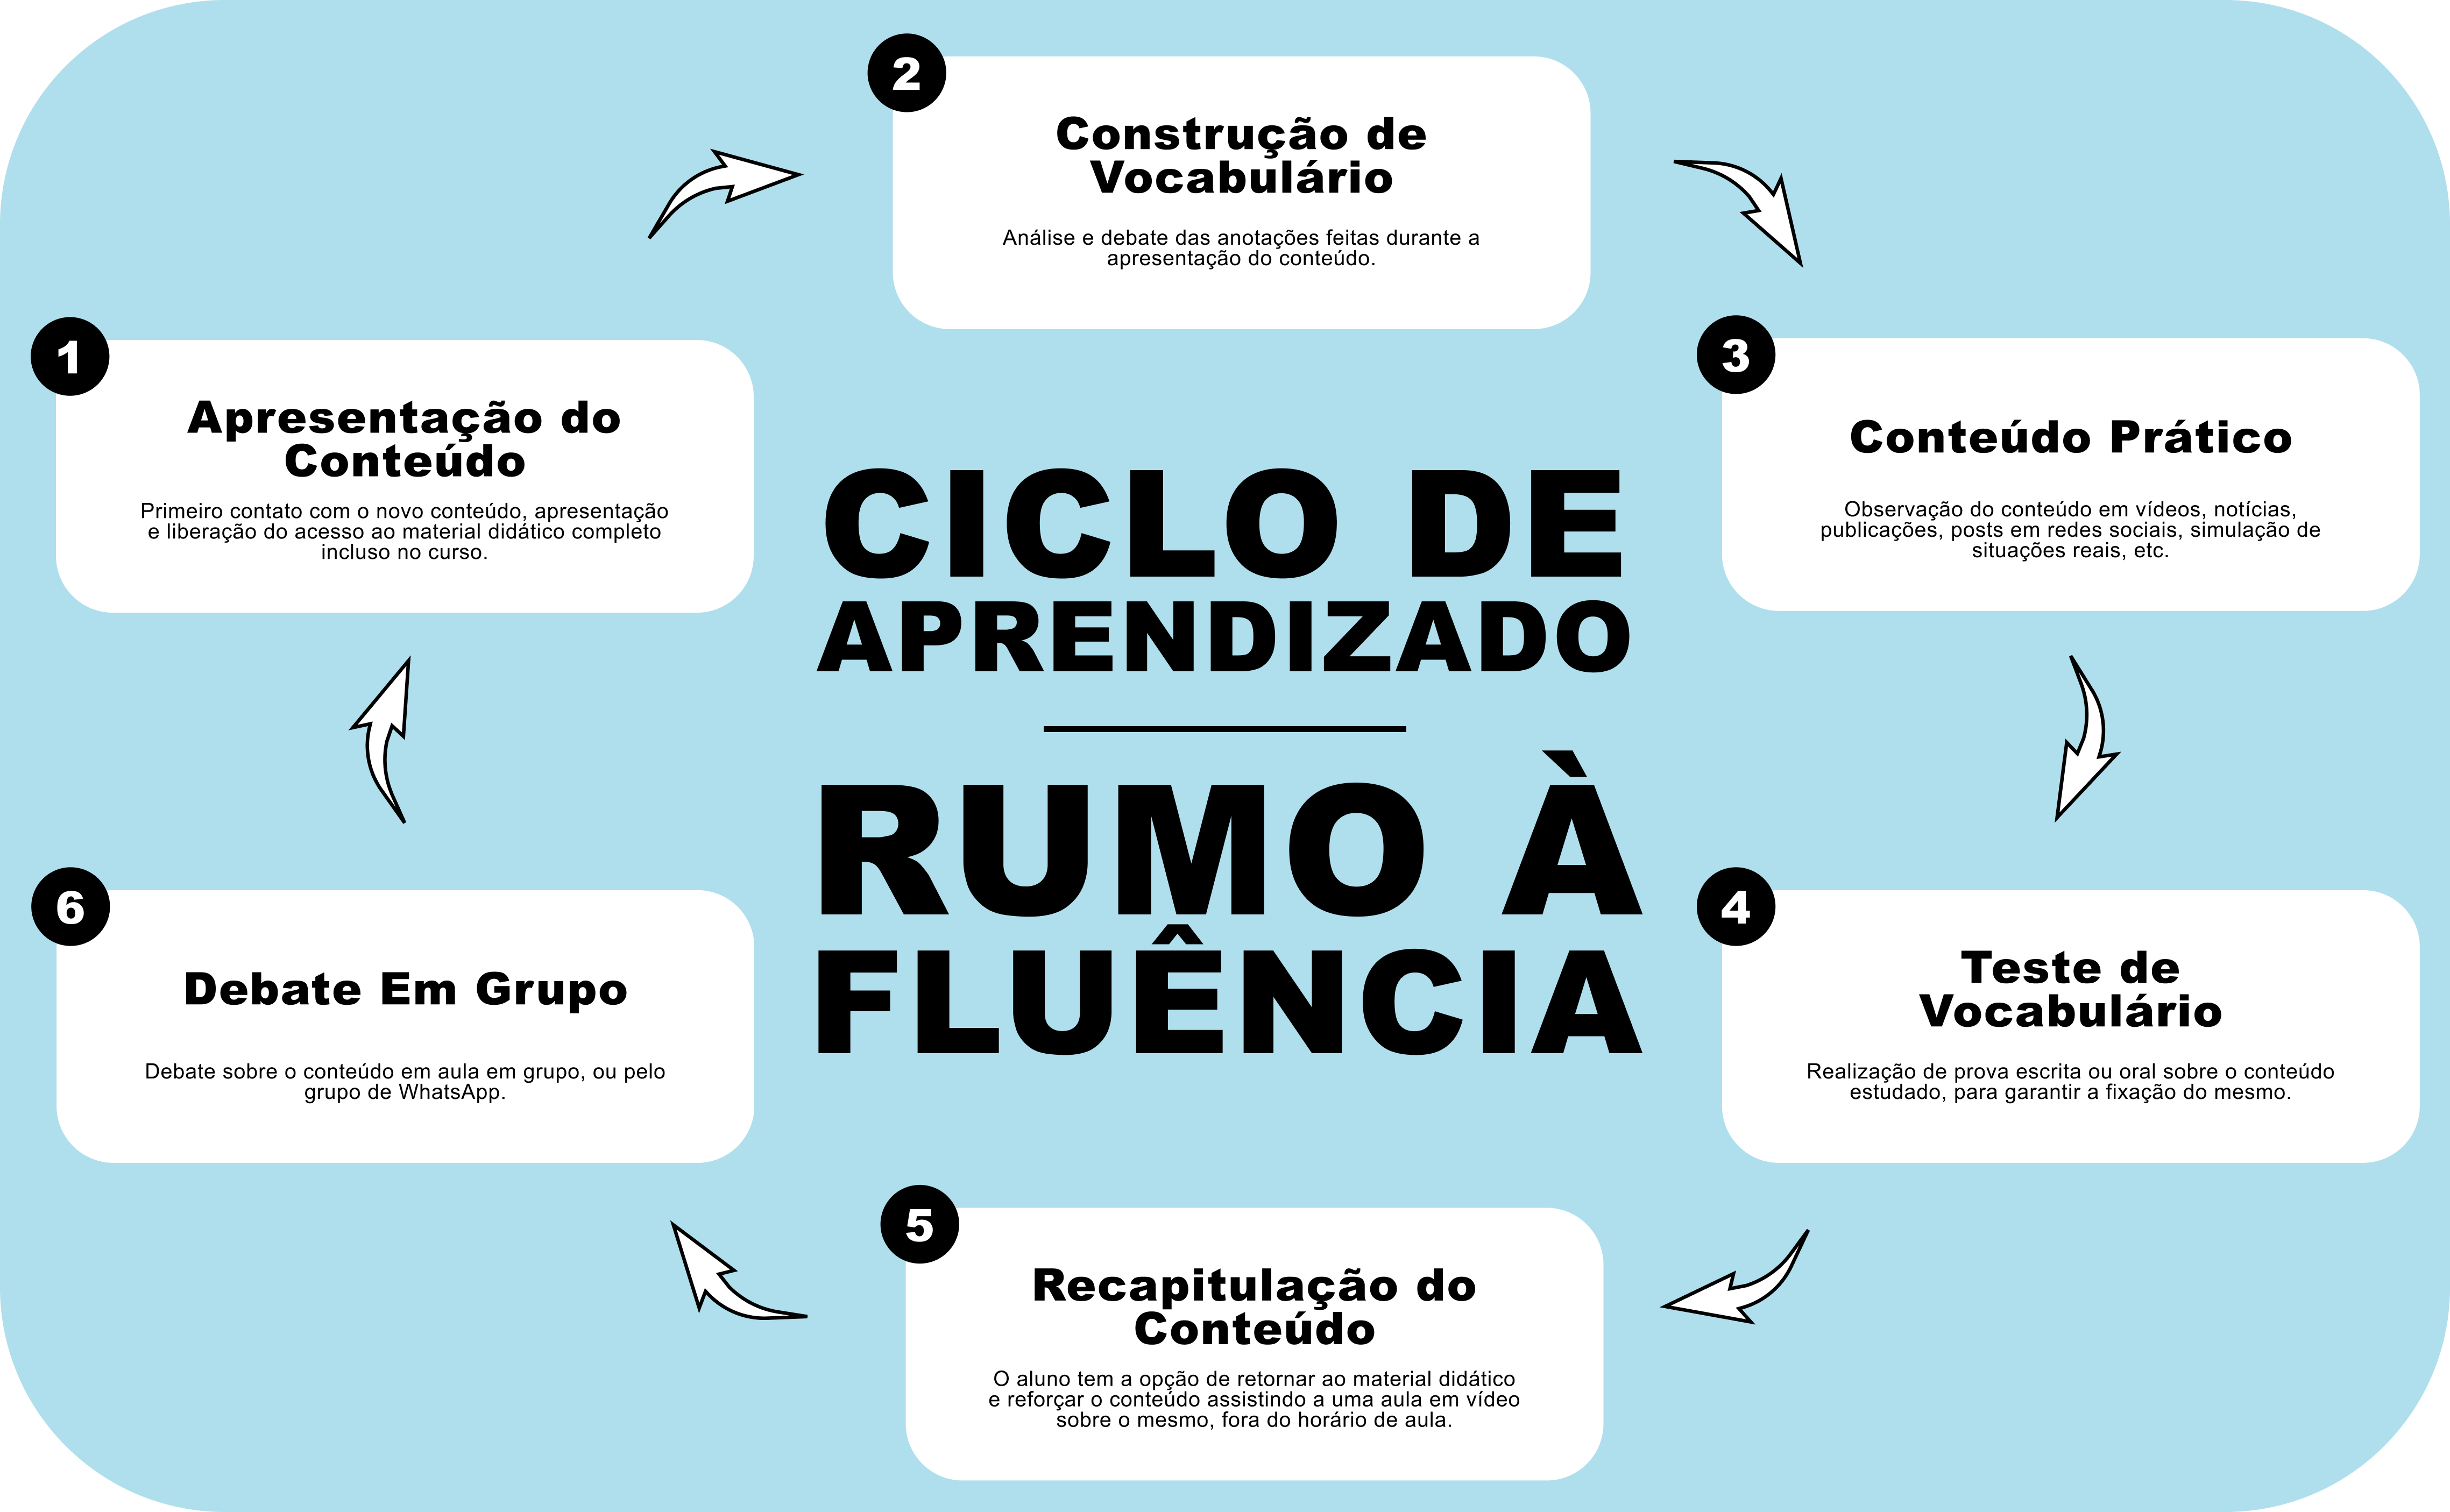 CICLO DE
APRENDIZADO
RUMO À
FLUÊNCIA
1
Apresentação do
Conteúdo
Primeiro contato com o novo conteúdo, apresentação
e liberação do acesso ao material didático completo
incluso no curso.
2
Construção de
Vocabulário
Análise e debate das anotações feitas durante a
apresentação do conteúdo.
3
Conteúdo Prático
Observação do conteúdo em vídeos, notícias,
publicações, posts em redes sociais, simulação de
situações reais, etc.
4
Teste de
Vocabulário
Realização de prova escrita ou oral sobre o conteúdo
estudado, para garantir a fixação do mesmo.
5
Recapitulação do
Conteúdo
O aluno tem a opção de retornar ao material didático
e reforçar o conteúdo assistindo a uma aula em vídeo
sobre o mesmo, fora do horário de aula.
6
Debate Em Grupo
Debate sobre o conteúdo em aula em grupo, ou pelo
grupo de WhatsApp.